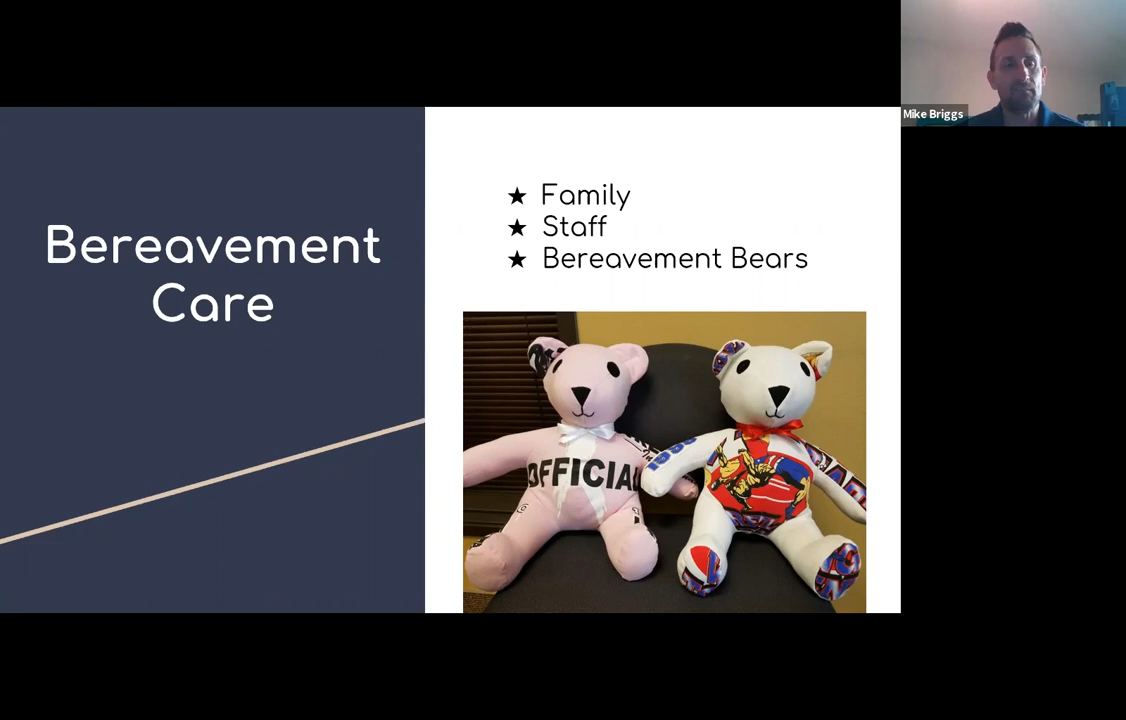 Mike Briggs
Bereavement
Care
★ Family
★ Staff
★ Bereavement Bears
OFFICIAL